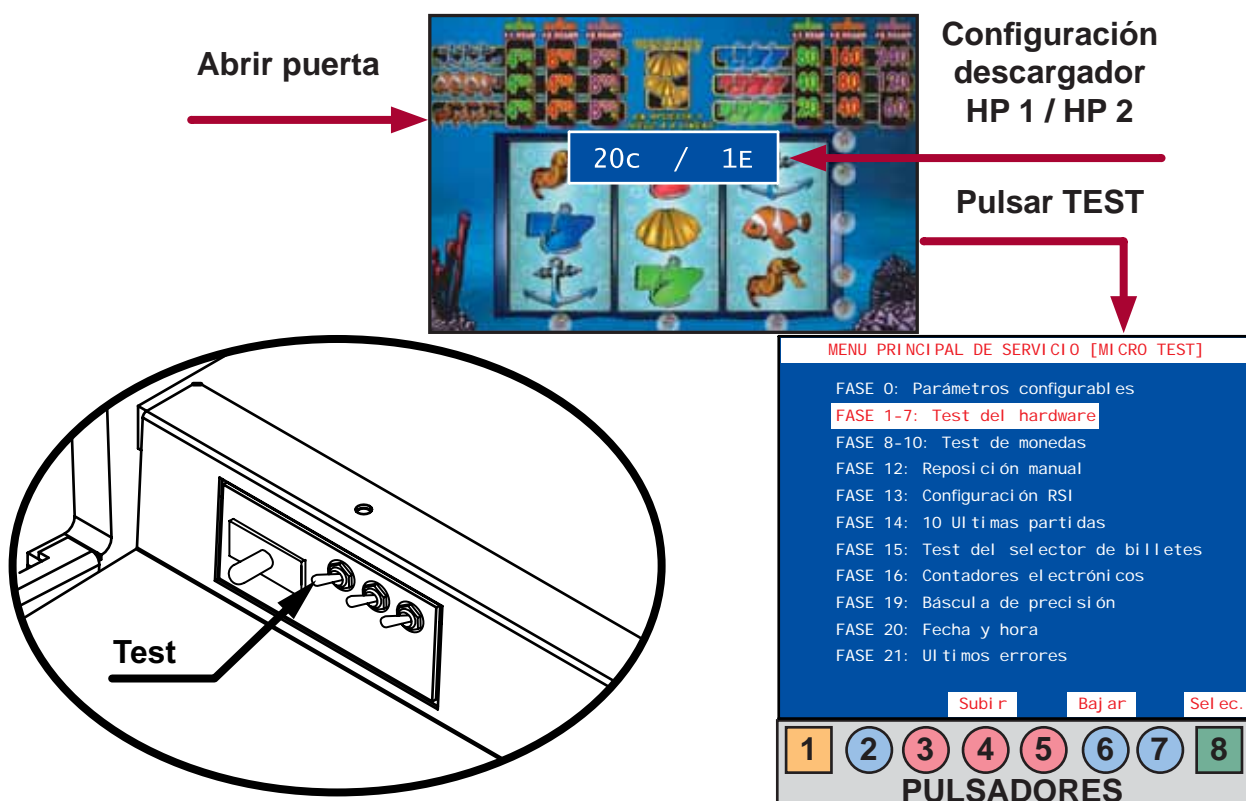 Abrir puerta
Configuración
descargador
HP 1 / HP 2
20c / 1E
Pulsar TEST
Test
MENU PRINCIPAL DE SERVICIO [MICRO TEST]
FASE 0: Parámetros configurables
FASE 1-7: Test del hardware
FASE 8-10: Test de monedas
FASE 12: Reposición manual
FASE 13: Configuración RSI
FASE 14: 10 Ultimas partidas
FASE 15: Test del selector de billetes
FASE 16: Contadores electrónicos
FASE 19: Báscula de precisión
FASE 20: Fecha y hora
FASE 21: Ultimos errores
Subir Bajar Selec.
1 2 3 4 5 6 7 8
PULSADORES